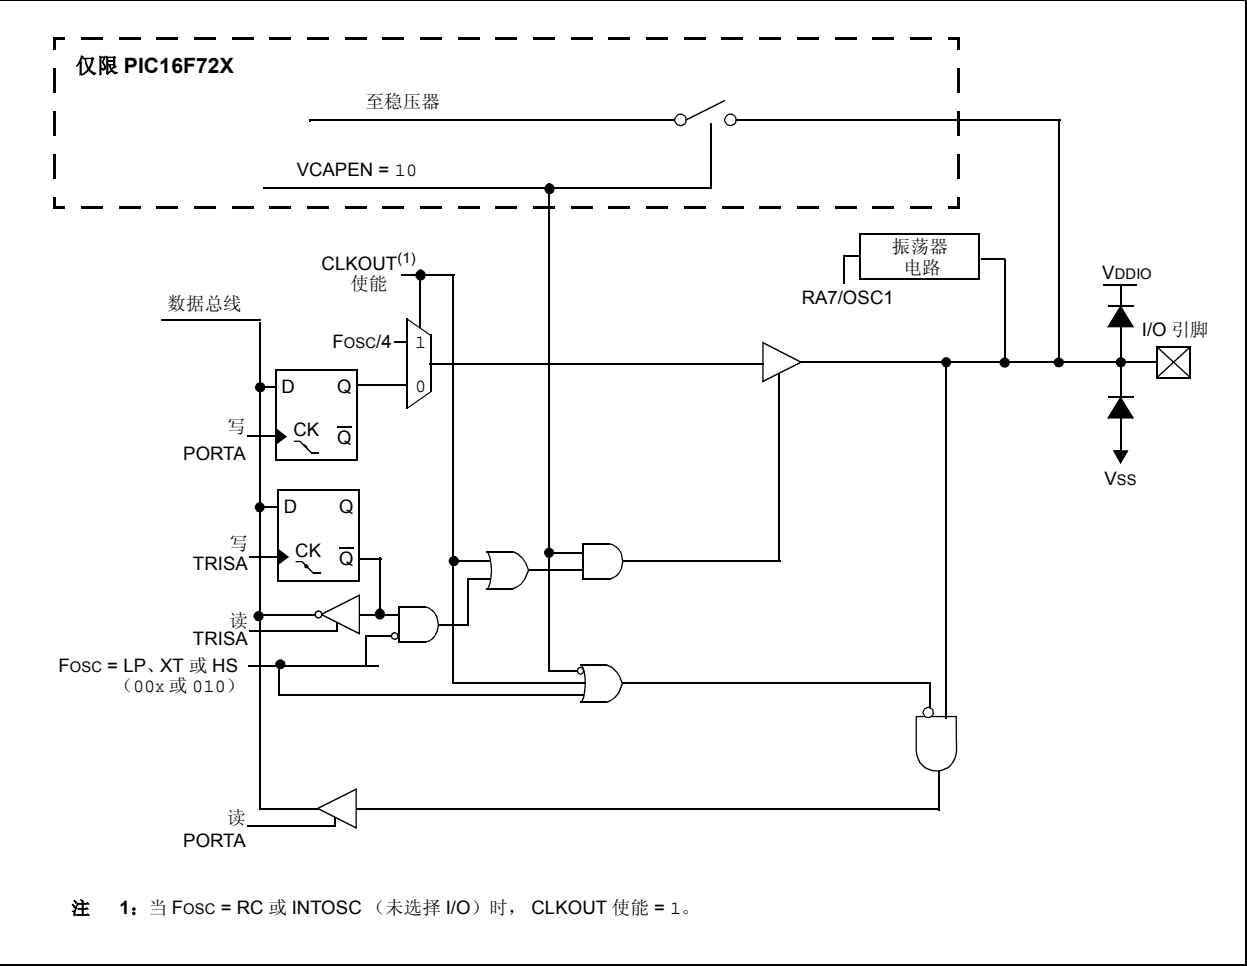 仅限 PIC16F72X
至稳压器
VCAPEN = 10
CLKOUT(1)
使能
振荡器
电路
RA7/OSC1
VDDIO
I/O 引脚
数据总线
FOSC/4
1
0
D Q
CK Q
写
PORTA
VSS
D Q
CK Q
写
TRISA
读
TRISA
FOSC = LP、XT 或 HS
（00x 或 010）
读
PORTA
注 1：当 FOSC = RC 或 INTOSC （未选择 I/O）时， CLKOUT 使能 = 1。